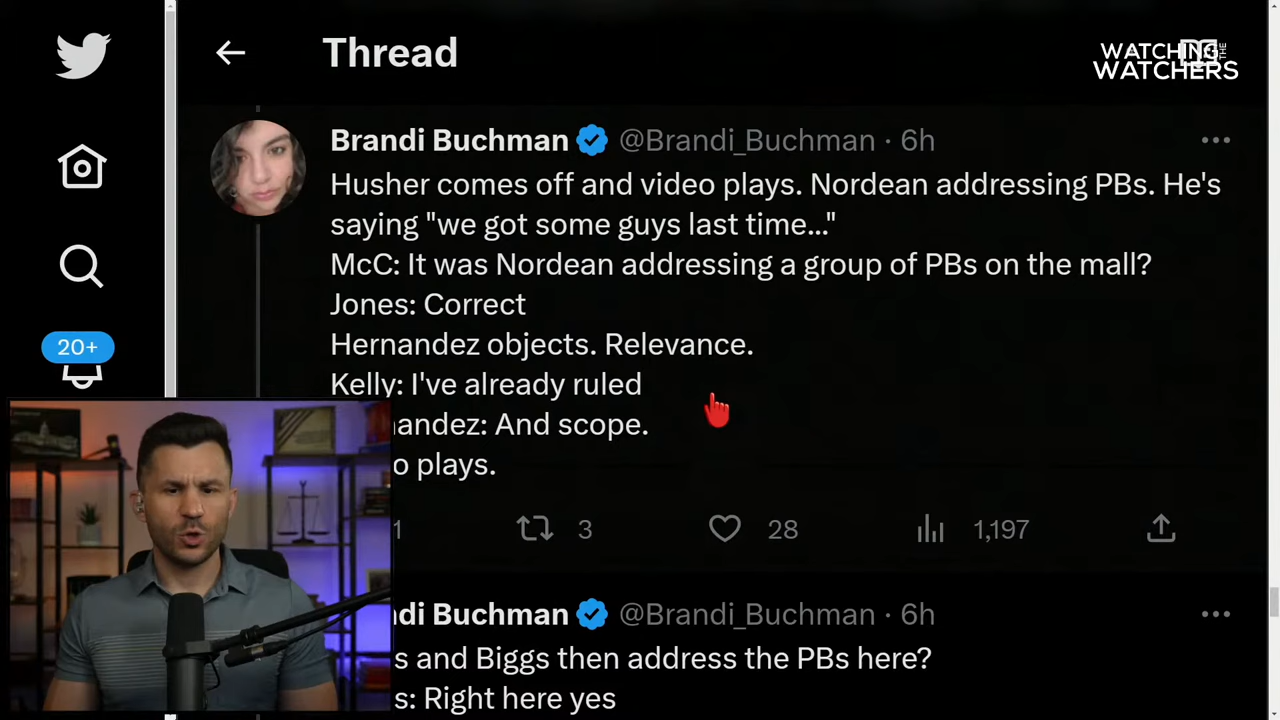 Thread
WATCHING THE
WATCHERS
Brandi Buchman @Brandi_Buchman · 6h
Husher comes off and video plays. Nordean addressing PBs. He's
saying "we got some guys last time..."
McC: It was Nordean addressing a group of PBs on the mall?
Jones: Correct
Hernandez objects. Relevance.
20+
Kelly: I've already ruled
andez: And scope.
o plays.
1 3 28 1,197
di Buchman @Brandi_Buchman · 6h
s and Biggs then address the PBs here?
s: Right here yes